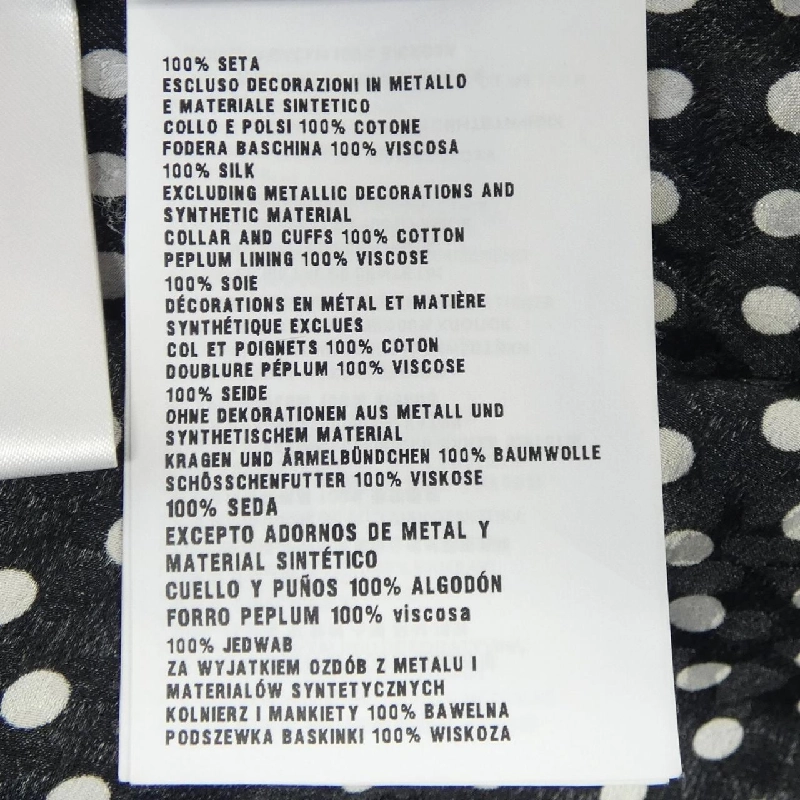 100% SETA
ESCLUSO DECORAZIONI IN METALLO
E MATERIALE SINTETICO
COLLO E POLSI 100% COTONE
FODERA BASCHINA 100% VISCOSA
100% SILK
EXCLUDING METALLIC DECORATIONS AND
SYNTHETIC MATERIAL
COLLAR AND CUFFS 100% COTTON
PEPLUM LINING 100% VISCOSE
100% SOIE
DÉCORATIONS EN MÉTAL ET MATIÈRE
SYNTHÉTIQUE EXCLUES
COL ET POIGNETS 100% COTON
DOUBLURE PÉPLUM 100% VISCOSE
100% SEIDE
OHNE DEKORATIONEN AUS METALL UND
SYNTHETISCHEM MATERIAL
KRAGEN UND ÄRMELBÜNDCHEN 100% BAUMWOLLE
SCHÖSSCHENFUTTER 100% VISKOSE
100% SEDA
EXCEPTO ADORNOS DE METAL Y
MATERIAL SINTÉTICO
CUELLO Y PUÑOS 100% ALGODÓN
FORRO PEPLUM 100% viscosa
100% JEDWAB
ZA WYJATKIEM OZDÓB Z METALU I
MATERIALÓW SYNTETYCZNYCH
KOLNIERZ I MANKIETY 100% BAWELNA
PODSZEWKA BASKINKI 100% WISKOZA